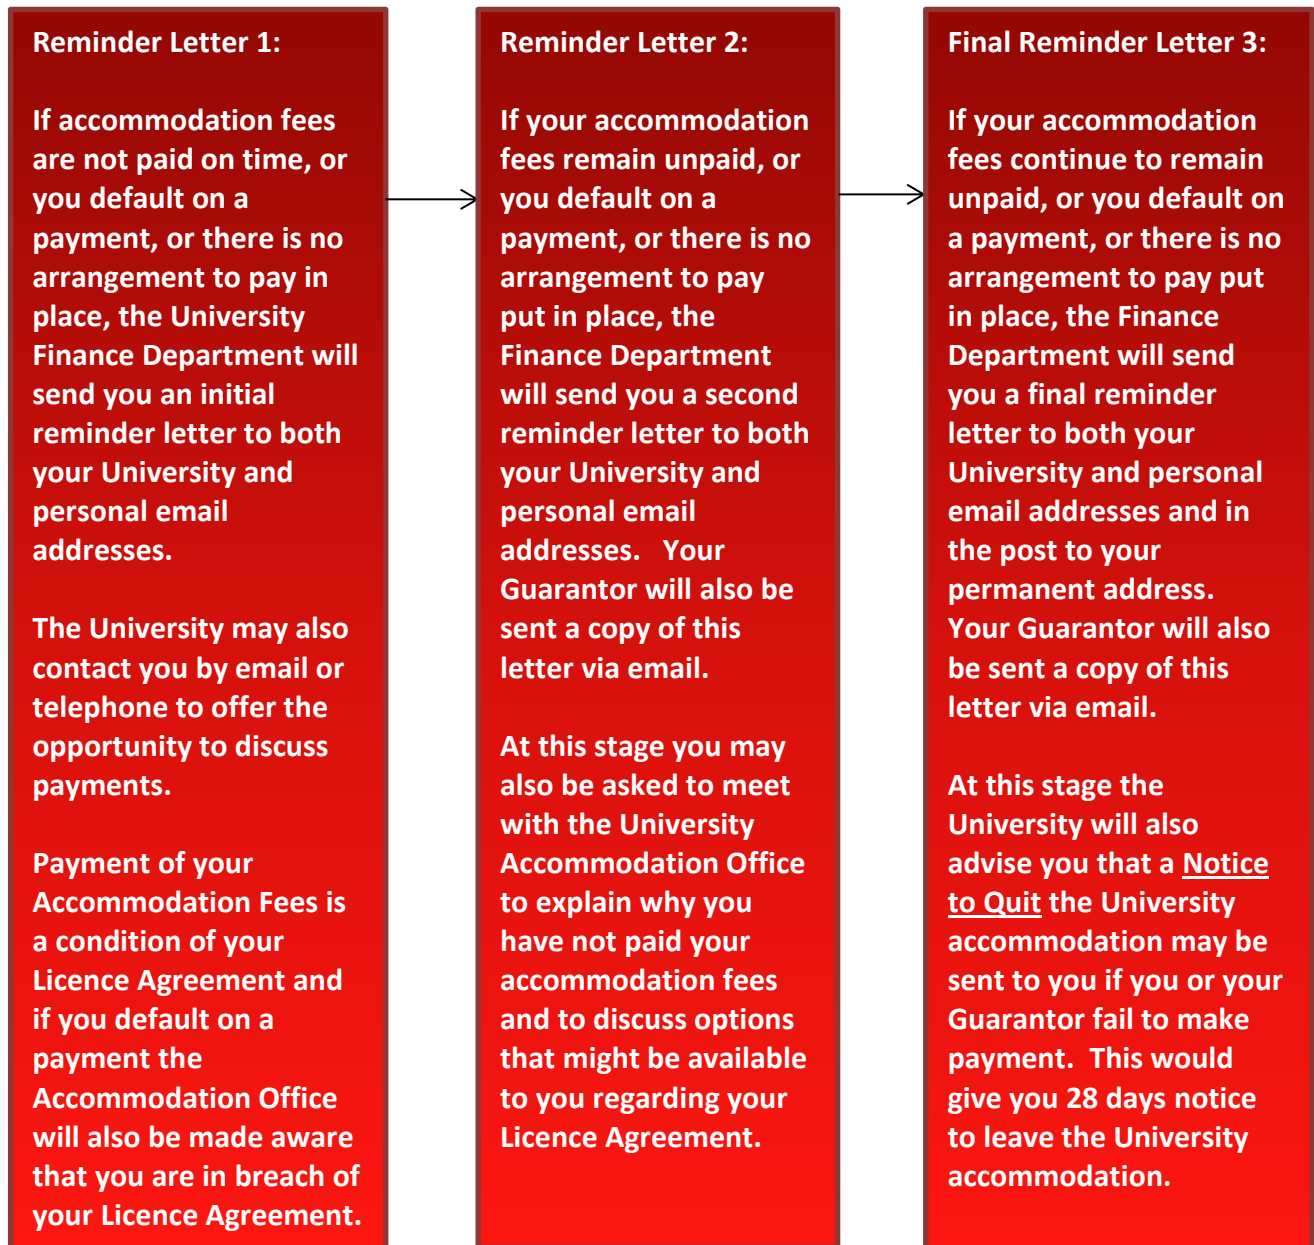 Reminder Letter 1:
If accommodation fees
are not paid on time, or
you default on a
payment, or there is no
arrangement to pay in
place, the University
Finance Department will
send you an initial
reminder letter to both
your University and
personal email
addresses.
The University may also
contact you by email or
telephone to offer the
opportunity to discuss
payments.
Payment of your
Accommodation Fees is
a condition of your
Licence Agreement and
if you default on a
payment the
Accommodation Office
will also be made aware
that you are in breach of
your Licence Agreement.
Reminder Letter 2:
If your accommodation
fees remain unpaid, or
you default on a
payment, or there is no
arrangement to pay
put in place, the
Finance Department
will send you a second
reminder letter to both
your University and
personal email
addresses.   Your
Guarantor will also be
sent a copy of this
letter via email.
At this stage you may
also be asked to meet
with the University
Accommodation Office
to explain why you
have not paid your
accommodation fees
and to discuss options
that might be available
to you regarding your
Licence Agreement.
Final Reminder Letter 3:
If your accommodation
fees continue to remain
unpaid, or you default on
a payment, or there is no
arrangement to pay put
in place, the Finance
Department will send
you a final reminder
letter to both your
University and personal
email addresses and in
the post to your
permanent address.
Your Guarantor will also
be sent a copy of this
letter via email.
At this stage the
University will also
advise you that a Notice
to Quit the University
accommodation may be
sent to you if you or your
Guarantor fail to make
payment.  This would
give you 28 days notice
to leave the University
accommodation.